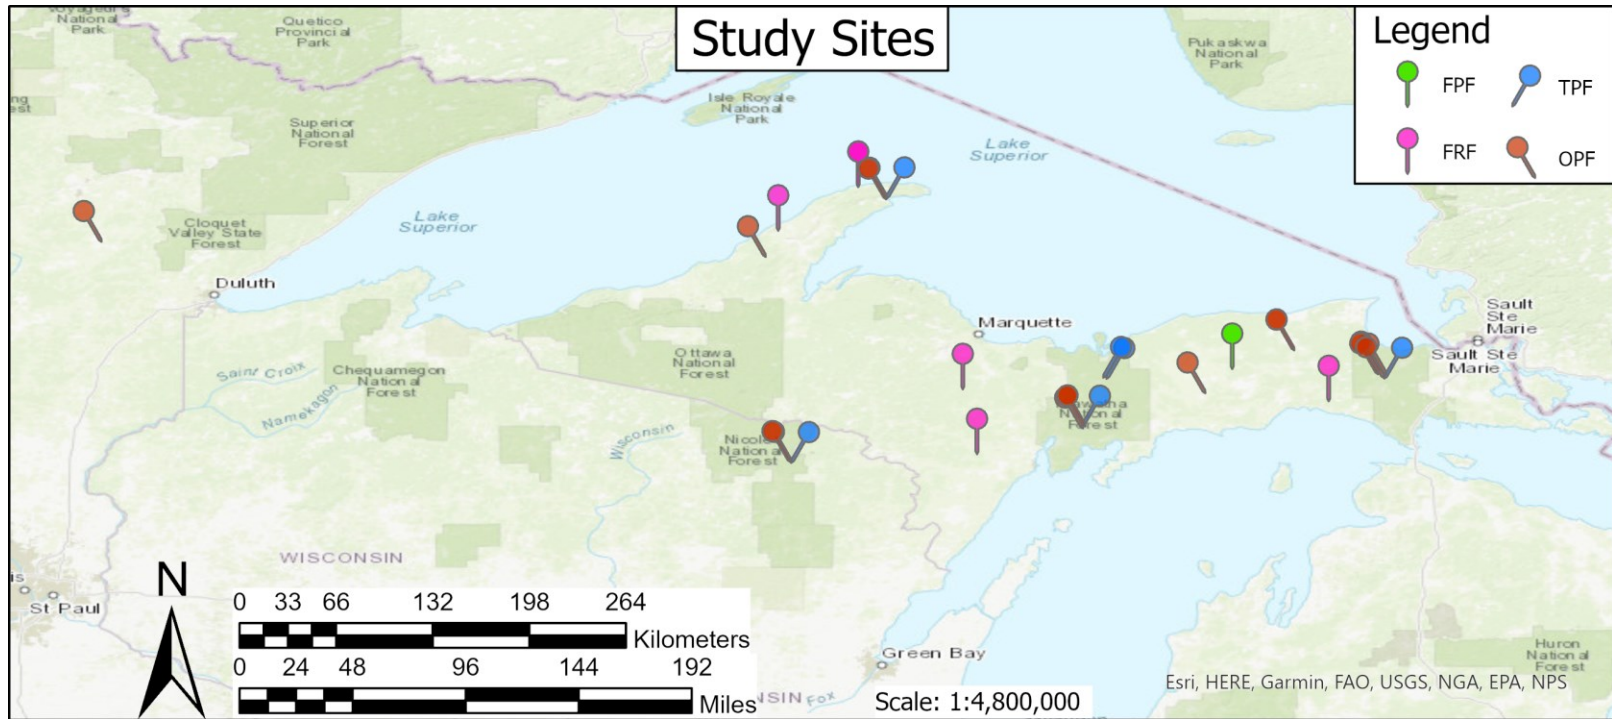 Study Sites
Legend
FPF
TPF
FRF
OPF
National
Park
Quetico
Provincial
Park
Pukaskwa
National
Park
Isle Royale
National
Park
Superior
National
Forest
Lake
Superior
Lake
Superior
Cloquet
Valley State
Forest
Duluth
Marquette
Sault
Ste
Marie
Sault Ste
Marie
Ottawa
National
Forest
Saint Croix
Chequamegon
National
Forest
Namekagon
National
Forest
Wisconsin
National
Forest
WISCONSIN
St Paul
N
0 33 66 132 198 264
Kilometers
0 24 48 96 144 192
Miles
Fox
Green Bay
Scale: 1:4,800,000
Huron
National
Forest
Esri, HERE, Garmin, FAO, USGS, NGA, EPA, NPS